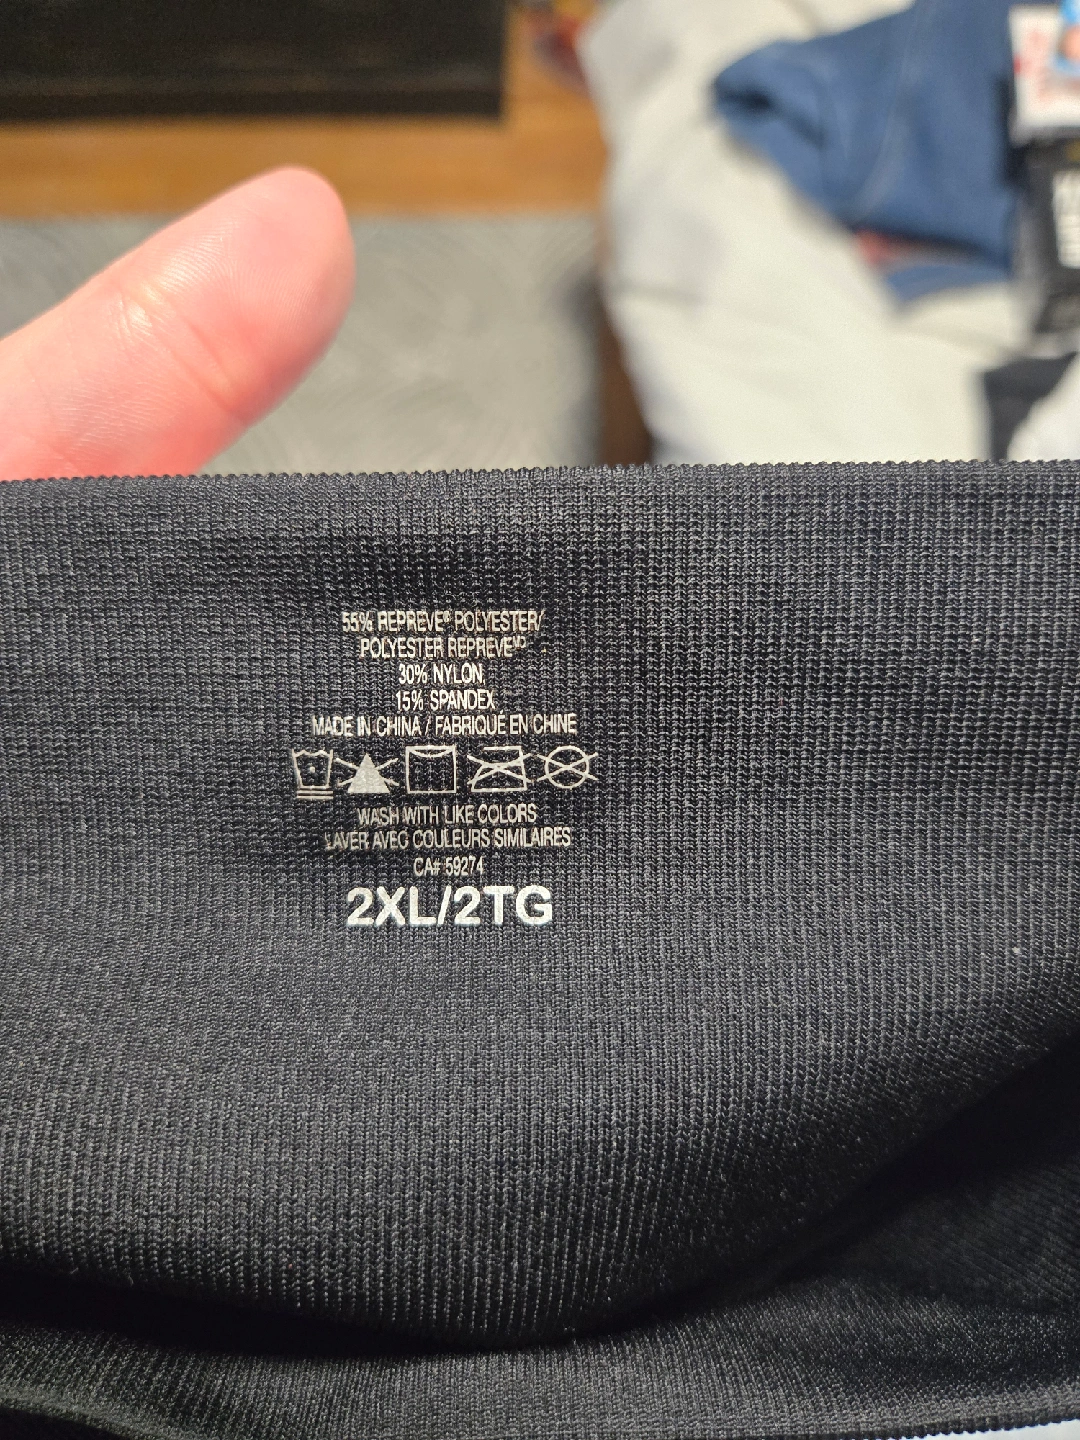 55% REPREVE® POLYESTER/
POLYESTER REPREVE®
30% NYLON
15% SPANDEX
MADE IN CHINA / FABRIQUÉ EN CHINE
WASH WITH LIKE COLORS
LAVER AVEC COULEURS SIMILAIRES
CA# 59274
2XL/2TG